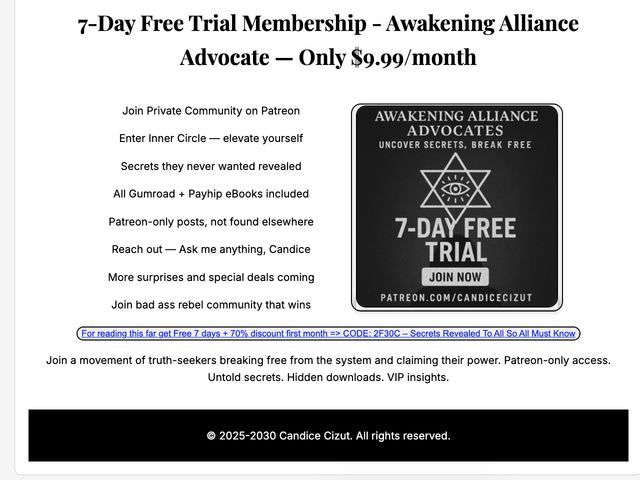 7-Day Free Trial Membership - Awakening Alliance
Advocate — Only $9.99/month
Join Private Community on Patreon
Enter Inner Circle — elevate yourself
Secrets they never wanted revealed
All Gumroad + Payhip eBooks included
Patreon-only posts, not found elsewhere
Reach out — Ask me anything, Candice
More surprises and special deals coming
Join bad ass rebel community that wins
AWAKENING ALLIANCE
ADVOCATES
UNCOVER SECRETS, BREAK FREE
7-DAY FREE
TRIAL
JOIN NOW
PATREON.COM/CANDICECIZUT
For reading this far get Free 7 days + 70% discount first month => CODE: 2F30C – Secrets Revealed To All So All Must Know
Join a movement of truth-seekers breaking free from the system and claiming their power. Patreon-only access.
Untold secrets. Hidden downloads. VIP insights.
© 2025-2030 Candice Cizut. All rights reserved.